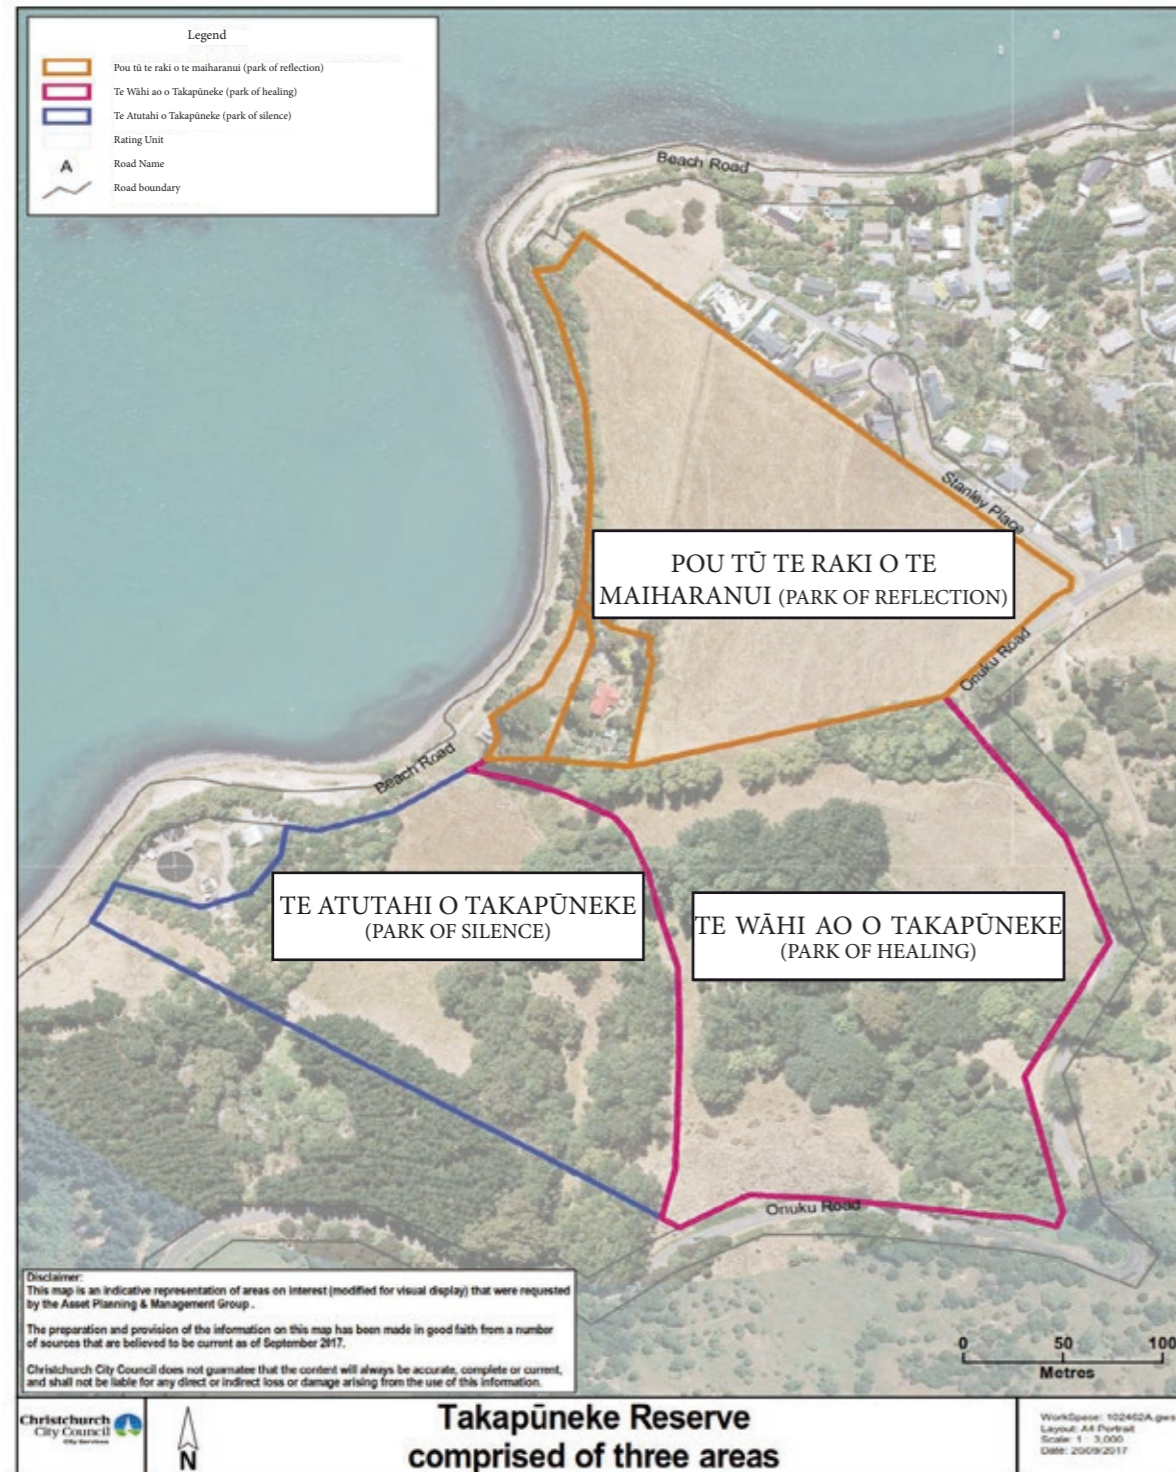 Legend
Pou tū te raki o te maiharanui (park of reflection)
Te Wāhi ao o Takapūneke (park of healing)
Te Atutahi o Takapūneke (park of silence)
Rating Unit
A Road Name
Road boundary
Beach Road
Stanley Place
POU TŪ TE RAKI O TE
MAIHARANUI (PARK OF REFLECTION)
Onuku Road
Beach Road
TE ATUTAHI O TAKAPŪNEKE
(PARK OF SILENCE)
TE WĀHI AO O TAKAPŪNEKE
(PARK OF HEALING)
Onuku Road
Disclaimer:
This map is an indicative representation of areas on interest (modified for visual display) that were requested
by the Asset Planning & Management Group .
The preparation and provision of the information on this map has been made in good faith from a number
of sources that are believed to be current as of September 2017.
Christchurch City Council does not guarnatee that the content will always be accurate, complete or current,
and shall not be liable for any direct or indirect loss or damage arising from the use of this information.
0 50 100
Metres
Christchurch
City Council
City Services
N
Takapūneke Reserve
comprised of three areas
WorkSpace: 102462A.gws
Layout: A4 Portrait
Scale: 1 : 3,000
Date: 20/09/2017